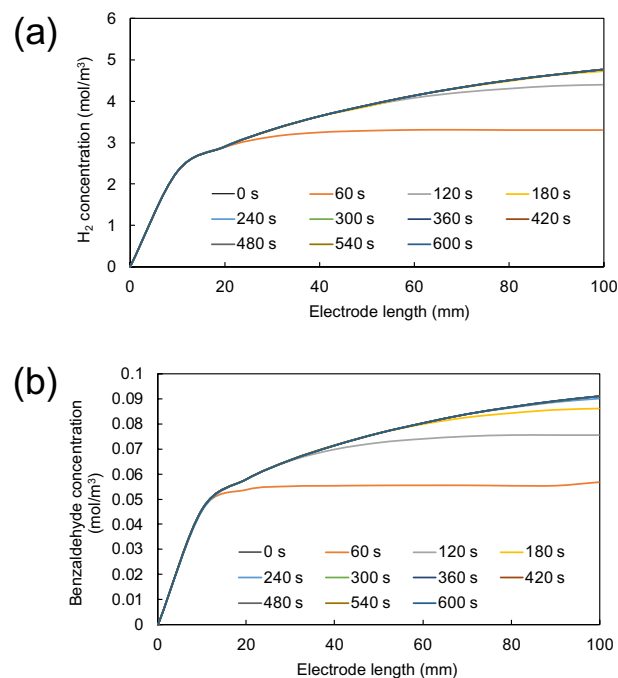 (a)
H₂ concentration (mol/m³)
6
5
4
3
2
1
0
0 s 60 s 120 s 180 s
240 s 300 s 360 s 420 s
480 s 540 s 600 s
0 20 40 60 80 100
Electrode length (mm)
(b)
Benzaldehyde concentration
(mol/m³)
0.1
0.09
0.08
0.07
0.06
0.05
0.04
0.03
0.02
0.01
0
0 s 60 s 120 s 180 s
240 s 300 s 360 s 420 s
480 s 540 s 600 s
0 20 40 60 80 100
Electrode length (mm)